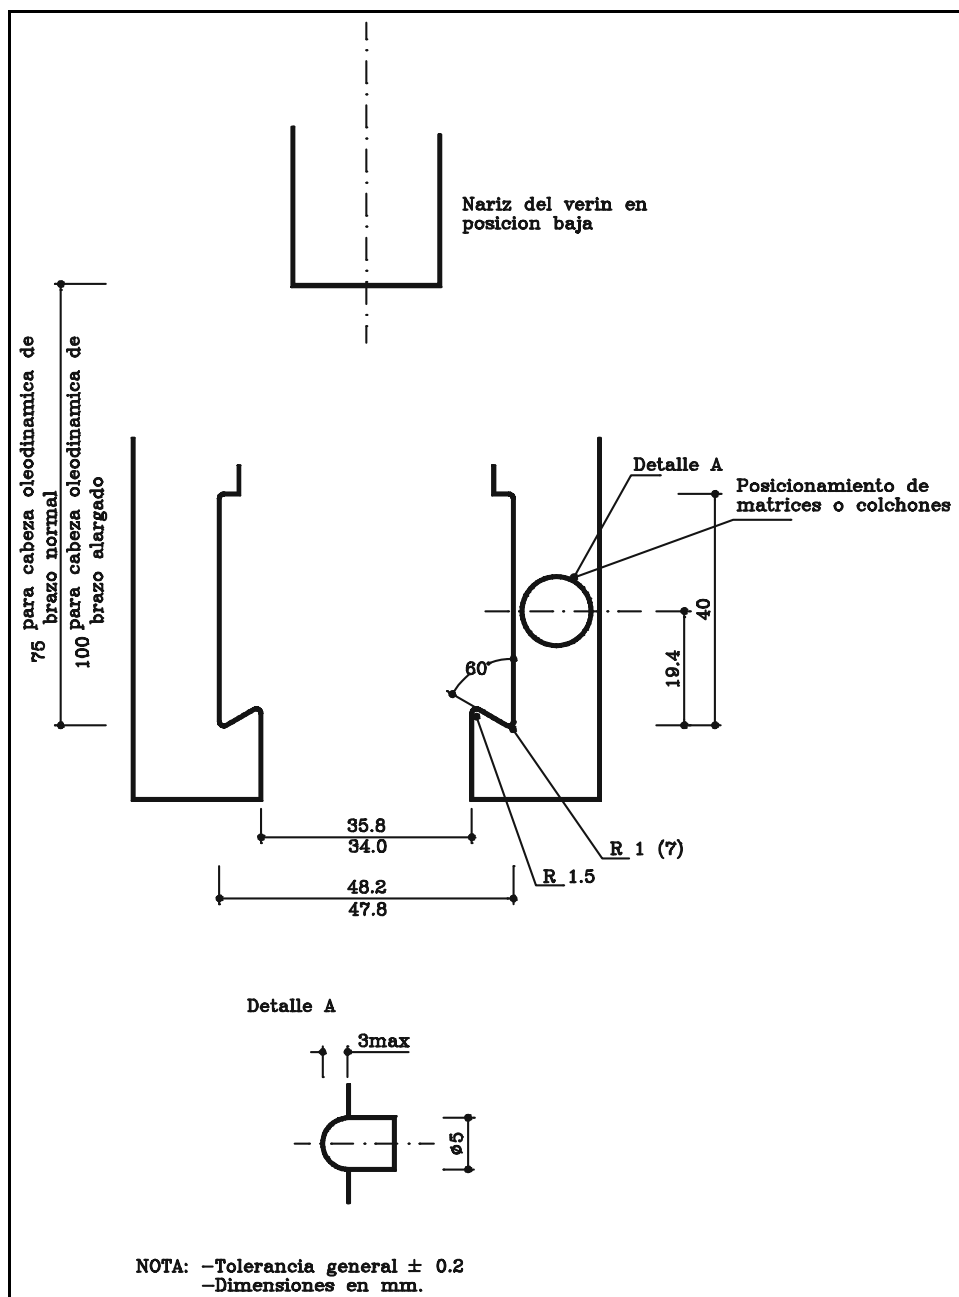 Nariz del verin en
posicion baja
75 para cabeza oleodinamica de
brazo normal
100 para cabeza oleodinamica de
brazo alargado
Detalle A
Posicionamiento de
matrices o colchones
40
19.4
60°
35.8
34.0
R 1 (7)
R 1.5
48.2
47.8
Detalle A
3max
ø5
NOTA: -Tolerancia general ± 0.2
-Dimensiones en mm.